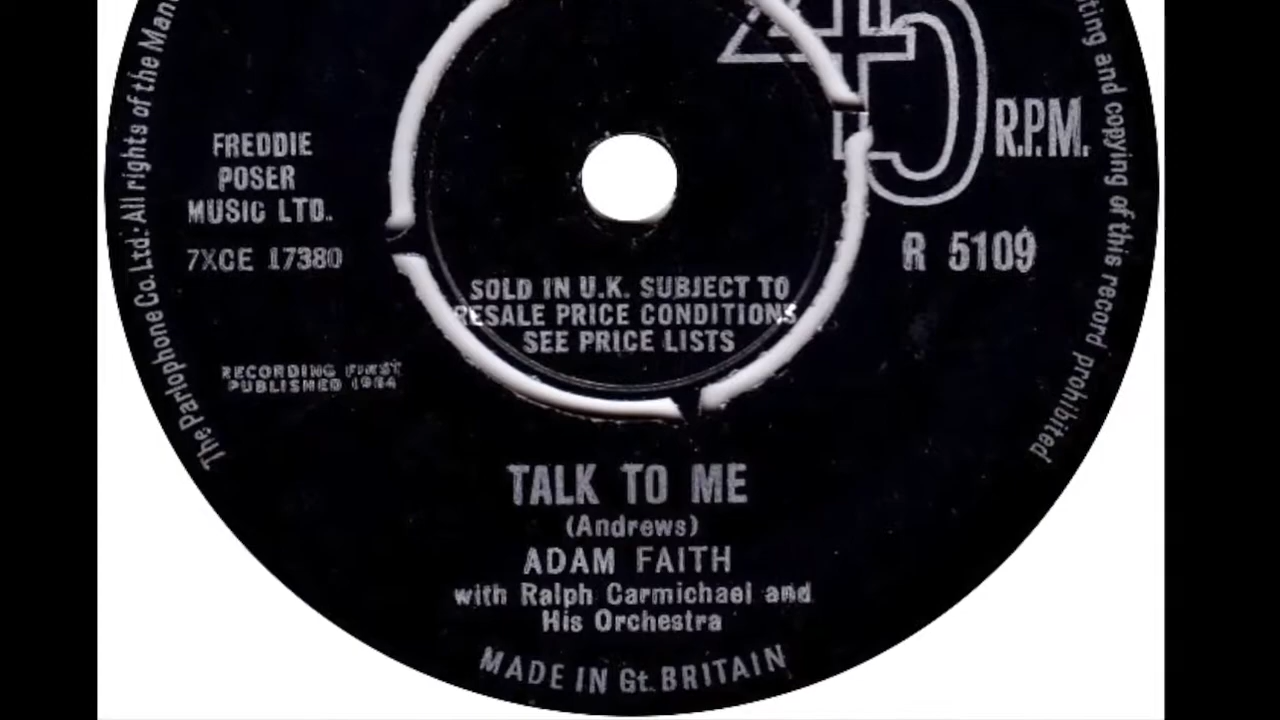 The Parlophone Co. Ltd. All rights of the Man
45
R.P.M.
FREDDIE
POSER
MUSIC LTD.
7XCE 17380
R 5109
SOLD IN U.K. SUBJECT TO
RESALE PRICE CONDITIONS
SEE PRICE LISTS
RECORDING FIRST
PUBLISHED 1964
ting and copying of this record prohibited
TALK TO ME
(Andrews)
ADAM FAITH
with Ralph Carmichael and
His Orchestra
MADE IN Gt. BRITAIN